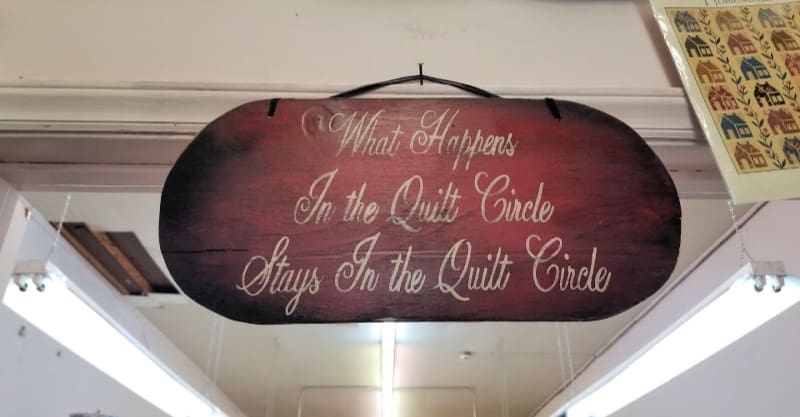 What Happens
In the Quilt Circle
Stays In the Quilt Circle